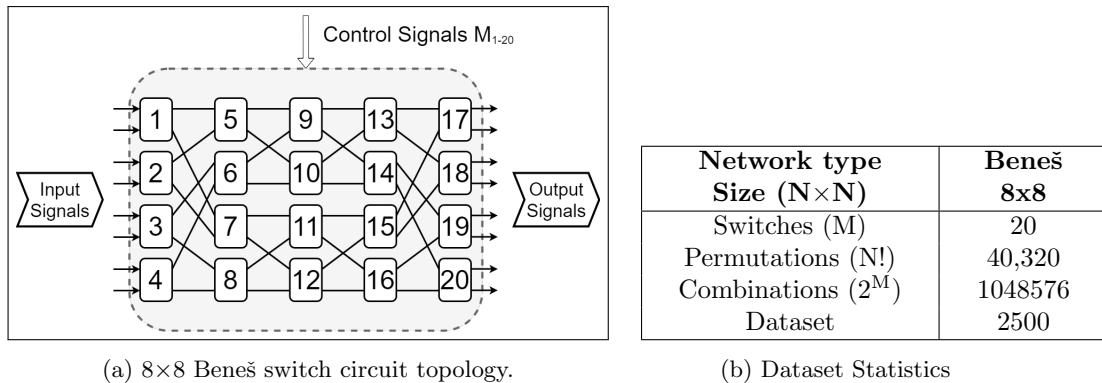 Control Signals M1-20
1 5 9 13 17
2 6 10 14 18
3 7 11 15 19
4 8 12 16 20
Input
Signals
Output
Signals
(a) 8×8 Beneš switch circuit topology.
Network type Beneš
Size (N×N) 8x8
Switches (M) 20
Permutations (N!) 40,320
Combinations (2^M) 1048576
Dataset 2500
(b) Dataset Statistics